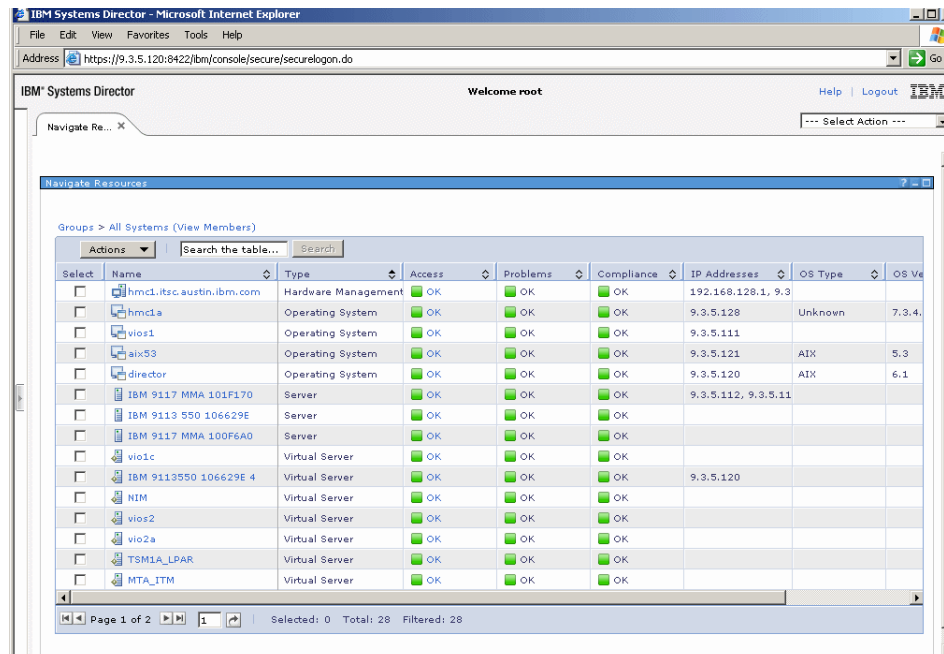 IBM Systems Director - Microsoft Internet Explorer
File Edit View Favorites Tools Help
Address https://9.3.5.120:8422/ibm/console/secure/securelogon.do Go
IBM® Systems Director Welcome root Help | Logout IBM
Navigate Re... --- Select Action ---
Navigate Resources
Groups > All Systems (View Members)
Actions Search the table... Search
Select Name Type Access Problems Compliance IP Addresses OS Type OS Ve
hmc1.itsc.austin.ibm.com Hardware Management OK OK OK 192.168.128.1, 9.3
hmc1a Operating System OK OK OK 9.3.5.128 Unknown 7.3.4.
vios1 Operating System OK OK OK 9.3.5.111
aix53 Operating System OK OK OK 9.3.5.121 AIX 5.3
director Operating System OK OK OK 9.3.5.120 AIX 6.1
IBM 9117 MMA 101F170 Server OK OK OK 9.3.5.112, 9.3.5.11
IBM 9113 550 106629E Server OK OK OK
IBM 9117 MMA 100F6A0 Server OK OK OK
vio1c Virtual Server OK OK OK
IBM 9113550 106629E 4 Virtual Server OK OK OK 9.3.5.120
NIM Virtual Server OK OK OK
vios2 Virtual Server OK OK OK
vio2a Virtual Server OK OK OK
TSM1A_LPAR Virtual Server OK OK OK
MTA_ITM Virtual Server OK OK OK
Page 1 of 2 1 Selected: 0 Total: 28 Filtered: 28